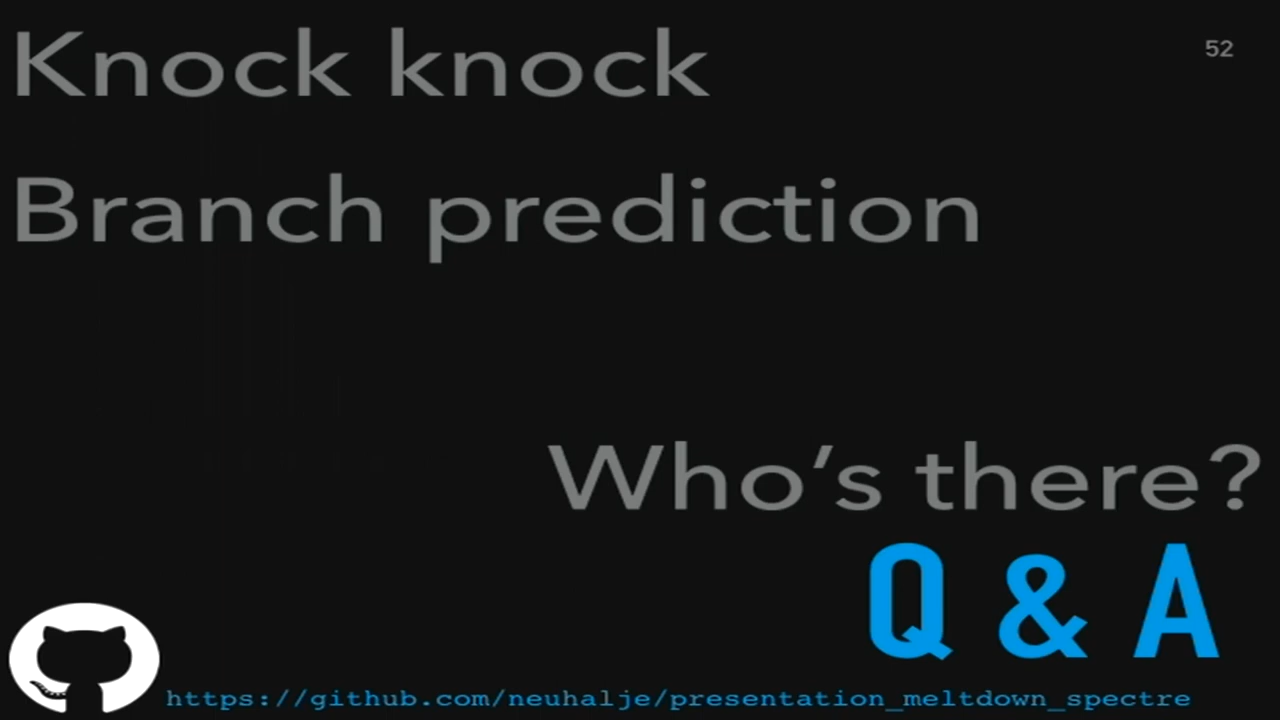 Knock knock
52
Branch prediction
Who’s there?
Q & A
https://github.com/neuhalje/presentation_meltdown_spectre